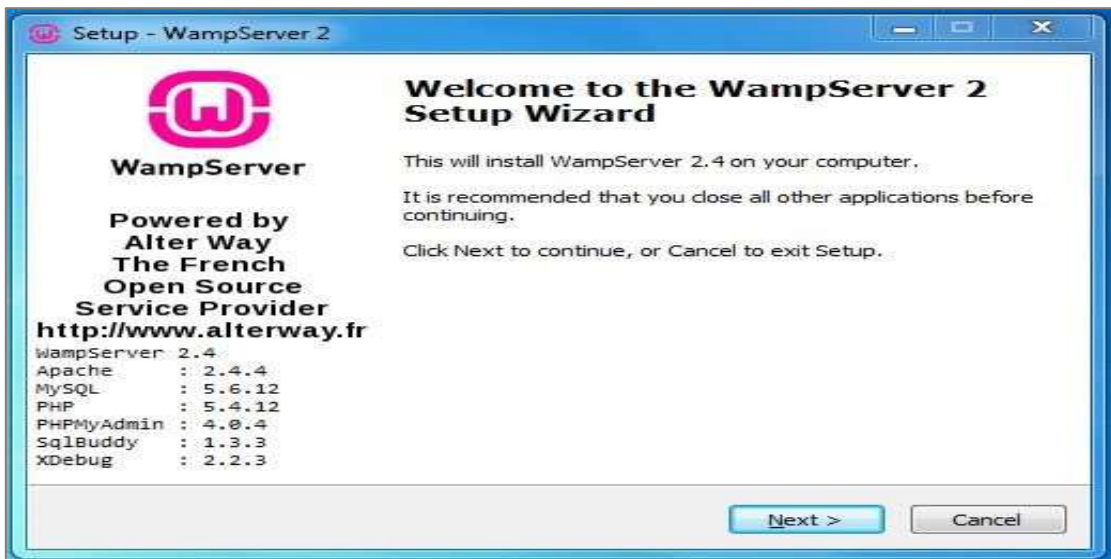 Setup - WampServer 2
WampServer
Powered by
Alter Way
The French
Open Source
Service Provider
http://www.alterway.fr
WampServer 2.4
Apache : 2.4.4
MySQL : 5.6.12
PHP : 5.4.12
PHPMyAdmin : 4.0.4
SqlBuddy : 1.3.3
XDebug : 2.2.3
Welcome to the WampServer 2
Setup Wizard
This will install WampServer 2.4 on your computer.
It is recommended that you close all other applications before
continuing.
Click Next to continue, or Cancel to exit Setup.
Next >
Cancel